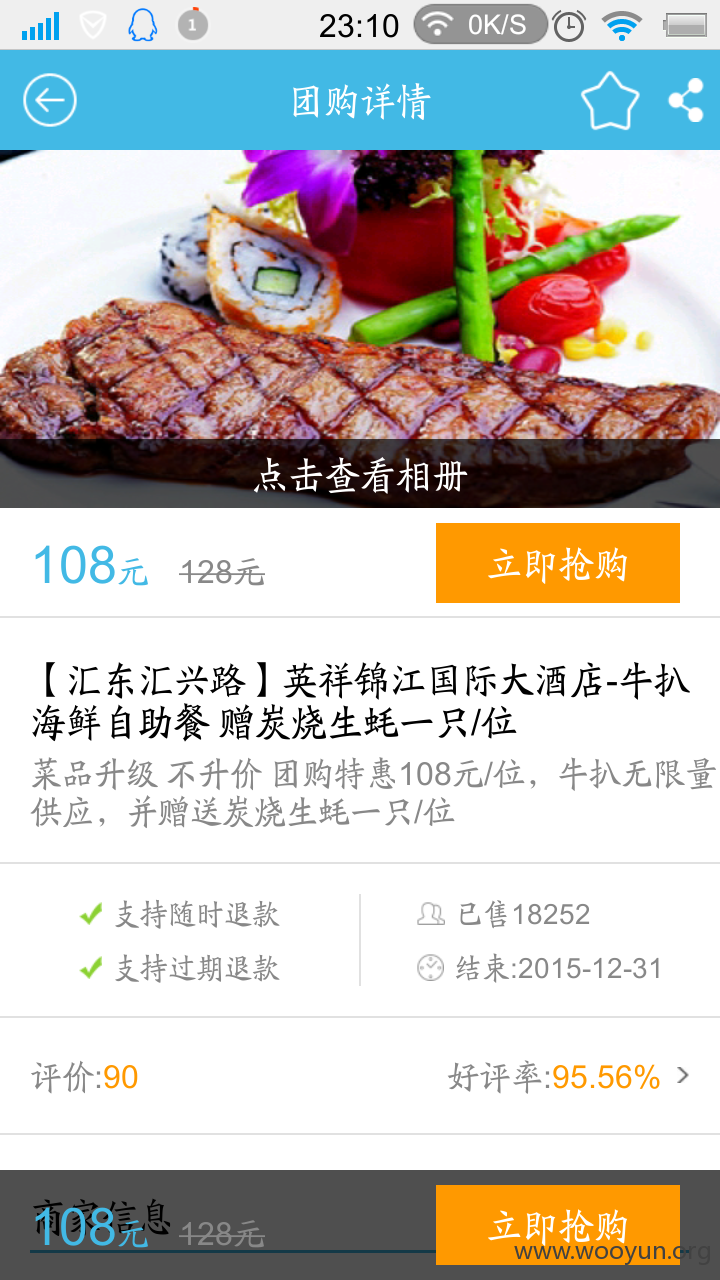 1 23:10 0K/S
团购详情
点击查看相册
108元 128元 立即抢购
【汇东汇兴路】英祥锦江国际大酒店-牛扒
海鲜自助餐 赠炭烧生蚝一只/位
菜品升级 不升价 团购特惠108元/位，牛扒无限量
供应，并赠送炭烧生蚝一只/位
支持随时退款 已售18252
支持过期退款 结束:2015-12-31
评价:90 好评率:95.56%
商家信息
108元 128元 立即抢购
www.wooyun.org